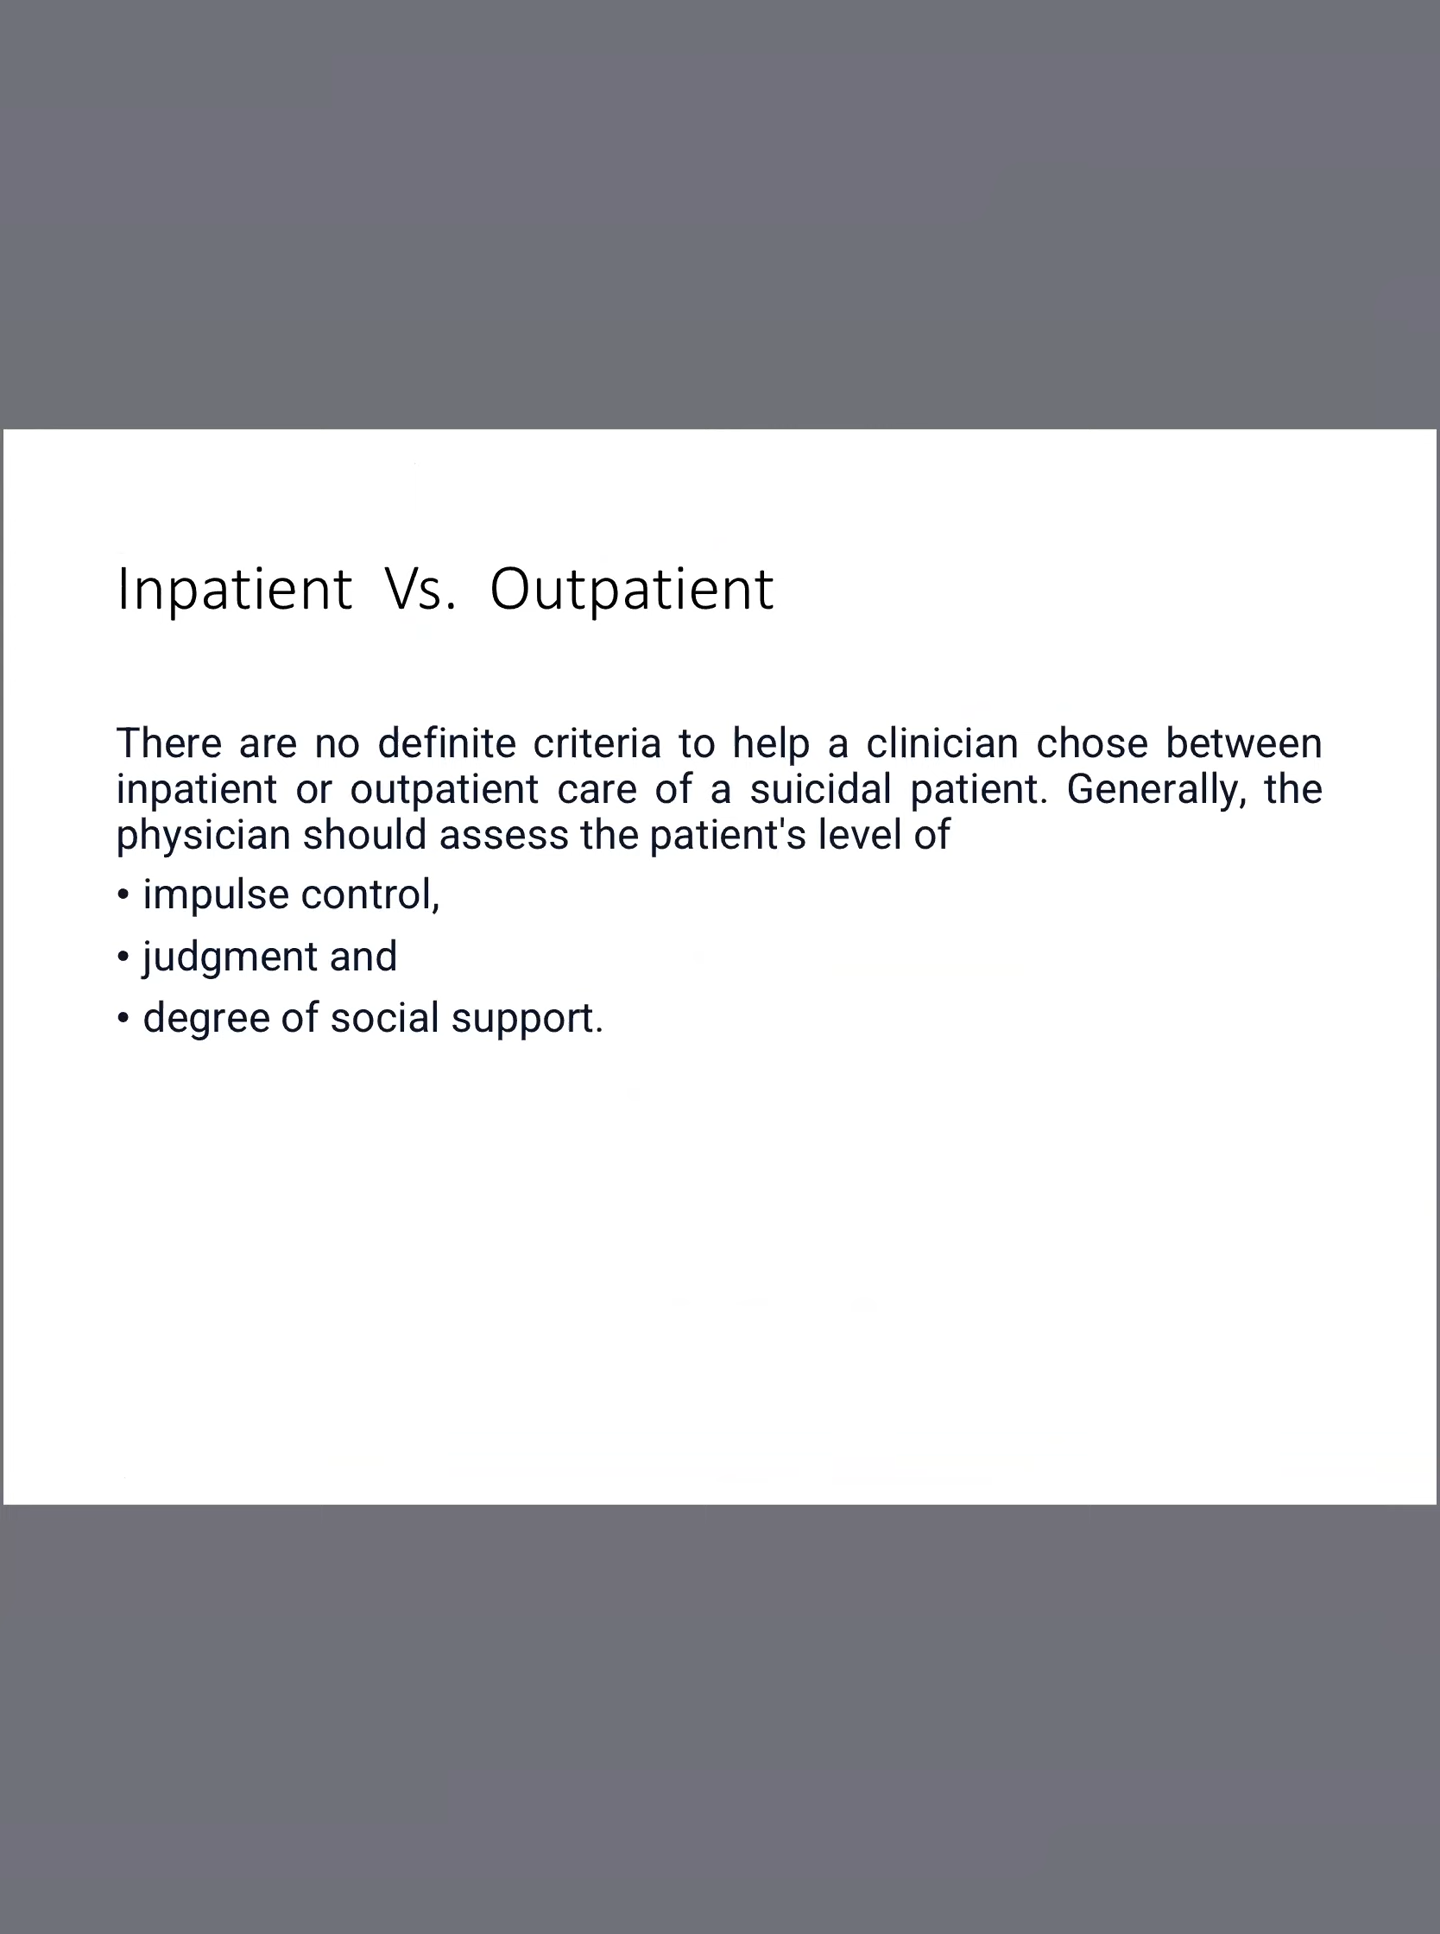 Inpatient Vs. Outpatient
There are no definite criteria to help a clinician chose between
inpatient or outpatient care of a suicidal patient. Generally, the
physician should assess the patient's level of
• impulse control,
• judgment and
• degree of social support.